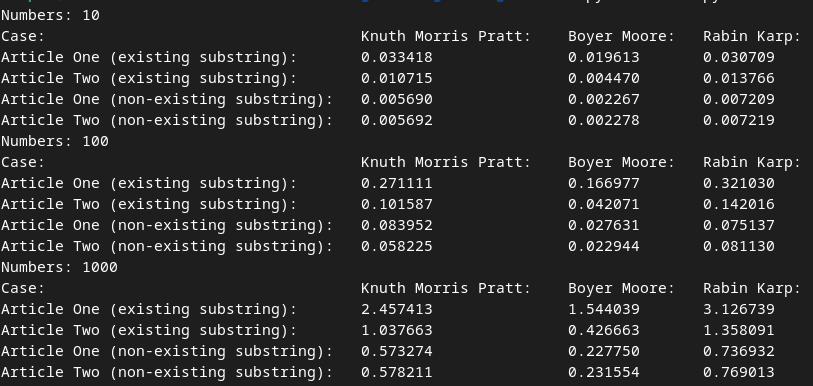 Numbers: 10
Case: Knuth Morris Pratt: Boyer Moore: Rabin Karp:
Article One (existing substring): 0.033418 0.019613 0.030709
Article Two (existing substring): 0.010715 0.004470 0.013766
Article One (non-existing substring): 0.005690 0.002267 0.007209
Article Two (non-existing substring): 0.005692 0.002278 0.007219
Numbers: 100
Case: Knuth Morris Pratt: Boyer Moore: Rabin Karp:
Article One (existing substring): 0.271111 0.166977 0.321030
Article Two (existing substring): 0.101587 0.042071 0.142016
Article One (non-existing substring): 0.083952 0.027631 0.075137
Article Two (non-existing substring): 0.058225 0.022944 0.081130
Numbers: 1000
Case: Knuth Morris Pratt: Boyer Moore: Rabin Karp:
Article One (existing substring): 2.457413 1.544039 3.126739
Article Two (existing substring): 1.037663 0.426663 1.358091
Article One (non-existing substring): 0.573274 0.227750 0.736932
Article Two (non-existing substring): 0.578211 0.231554 0.769013